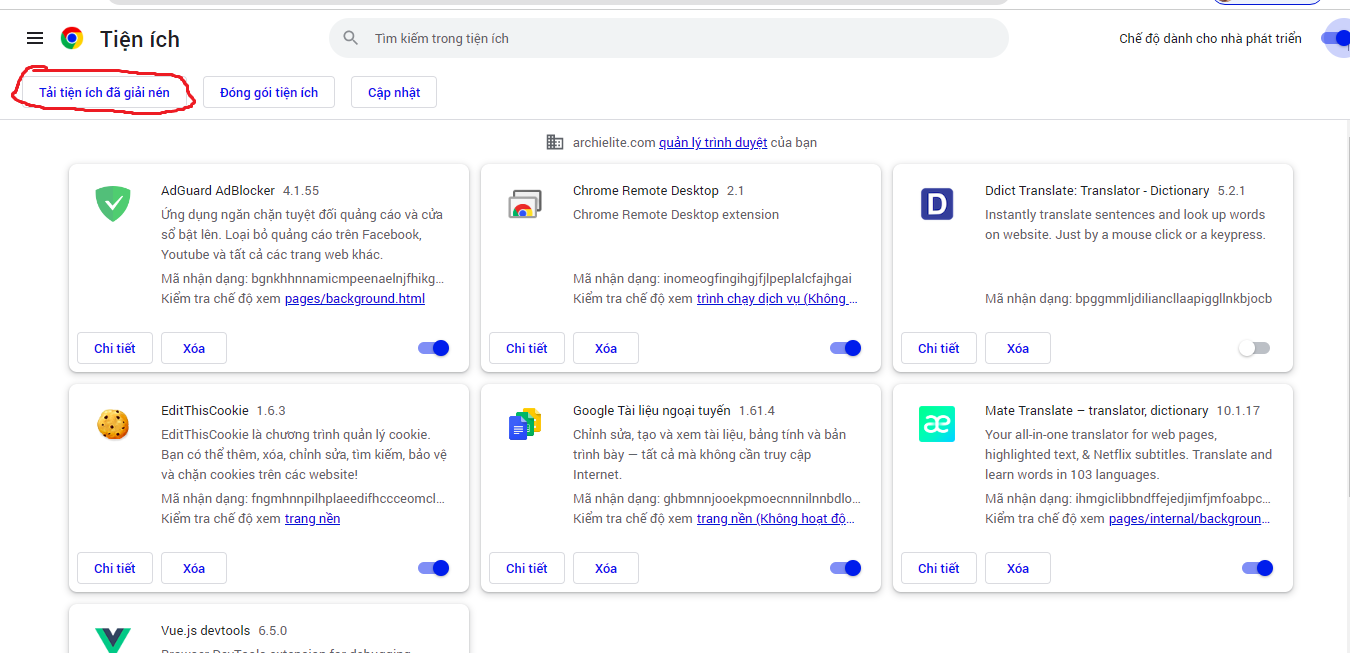 Tiện ích
Tìm kiếm trong tiện ích
Chế độ dành cho nhà phát triển
Tải tiện ích đã giải nén
Đóng gói tiện ích
Cập nhật
archielite.com quản lý trình duyệt của bạn
AdGuard AdBlocker 4.1.55
Ứng dụng ngăn chặn tuyệt đối quảng cáo và cửa
sổ bật lên. Loại bỏ quảng cáo trên Facebook,
Youtube và tất cả các trang web khác.
Mã nhận dạng: bgnkhhnnamicmpeenaelnjfhikg...
Kiểm tra chế độ xem pages/background.html
Chi tiết
Xóa
Chrome Remote Desktop 2.1
Chrome Remote Desktop extension
Mã nhận dạng: inomeogfingihgjfjlpeplalcfajhgai
Kiểm tra chế độ xem trình chạy dịch vụ (Không ...
Chi tiết
Xóa
Ddict Translate: Translator - Dictionary 5.2.1
Instantly translate sentences and look up words
on website. Just by a mouse click or a keypress.
Mã nhận dạng: bpggmmljdiliancllaapiggllnkbjocb
Chi tiết
Xóa
EditThisCookie 1.6.3
EditThisCookie là chương trình quản lý cookie.
Bạn có thể thêm, xóa, chỉnh sửa, tìm kiếm, bảo vệ
và chặn cookies trên các website!
Mã nhận dạng: fngmhnnpilhplaeedifhccceomcl...
Kiểm tra chế độ xem trang nền
Chi tiết
Xóa
Google Tài liệu ngoại tuyến 1.61.4
Chỉnh sửa, tạo và xem tài liệu, bảng tính và bản
trình bày — tất cả mà không cần truy cập
Internet.
Mã nhận dạng: ghbmnnjooekpmoecnnnilnnbdlo...
Kiểm tra chế độ xem trang nền (Không hoạt độ...
Chi tiết
Xóa
Mate Translate – translator, dictionary 10.1.17
Your all-in-one translator for web pages,
highlighted text, & Netflix subtitles. Translate and
learn words in 103 languages.
Mã nhận dạng: ihmgiclibbndffejedjimfjmfoabpc...
Kiểm tra chế độ xem pages/internal/backgroun...
Chi tiết
Xóa
Vue.js devtools 6.5.0
Browser DevTools extension for debugging